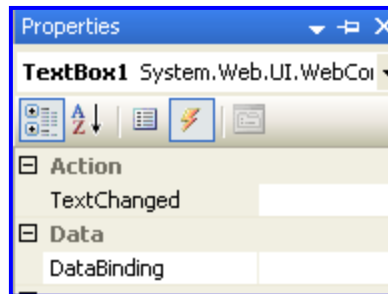 Properties
TextBox1 System.Web.UI.WebCo
Action
TextChanged
Data
DataBinding